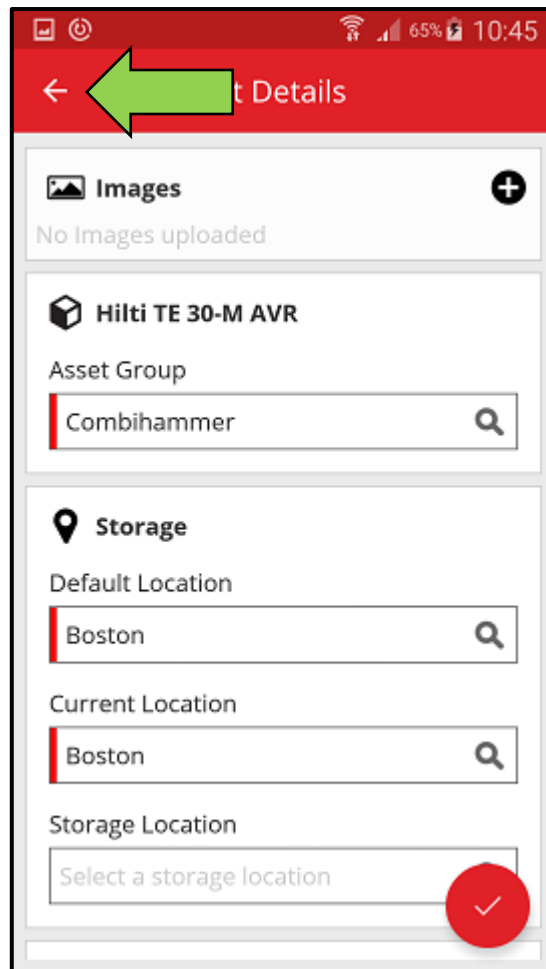 65% 10:45
t Details
Images
No Images uploaded
Hilti TE 30-M AVR
Asset Group
Combihammer
Storage
Default Location
Boston
Current Location
Boston
Storage Location
Select a storage location